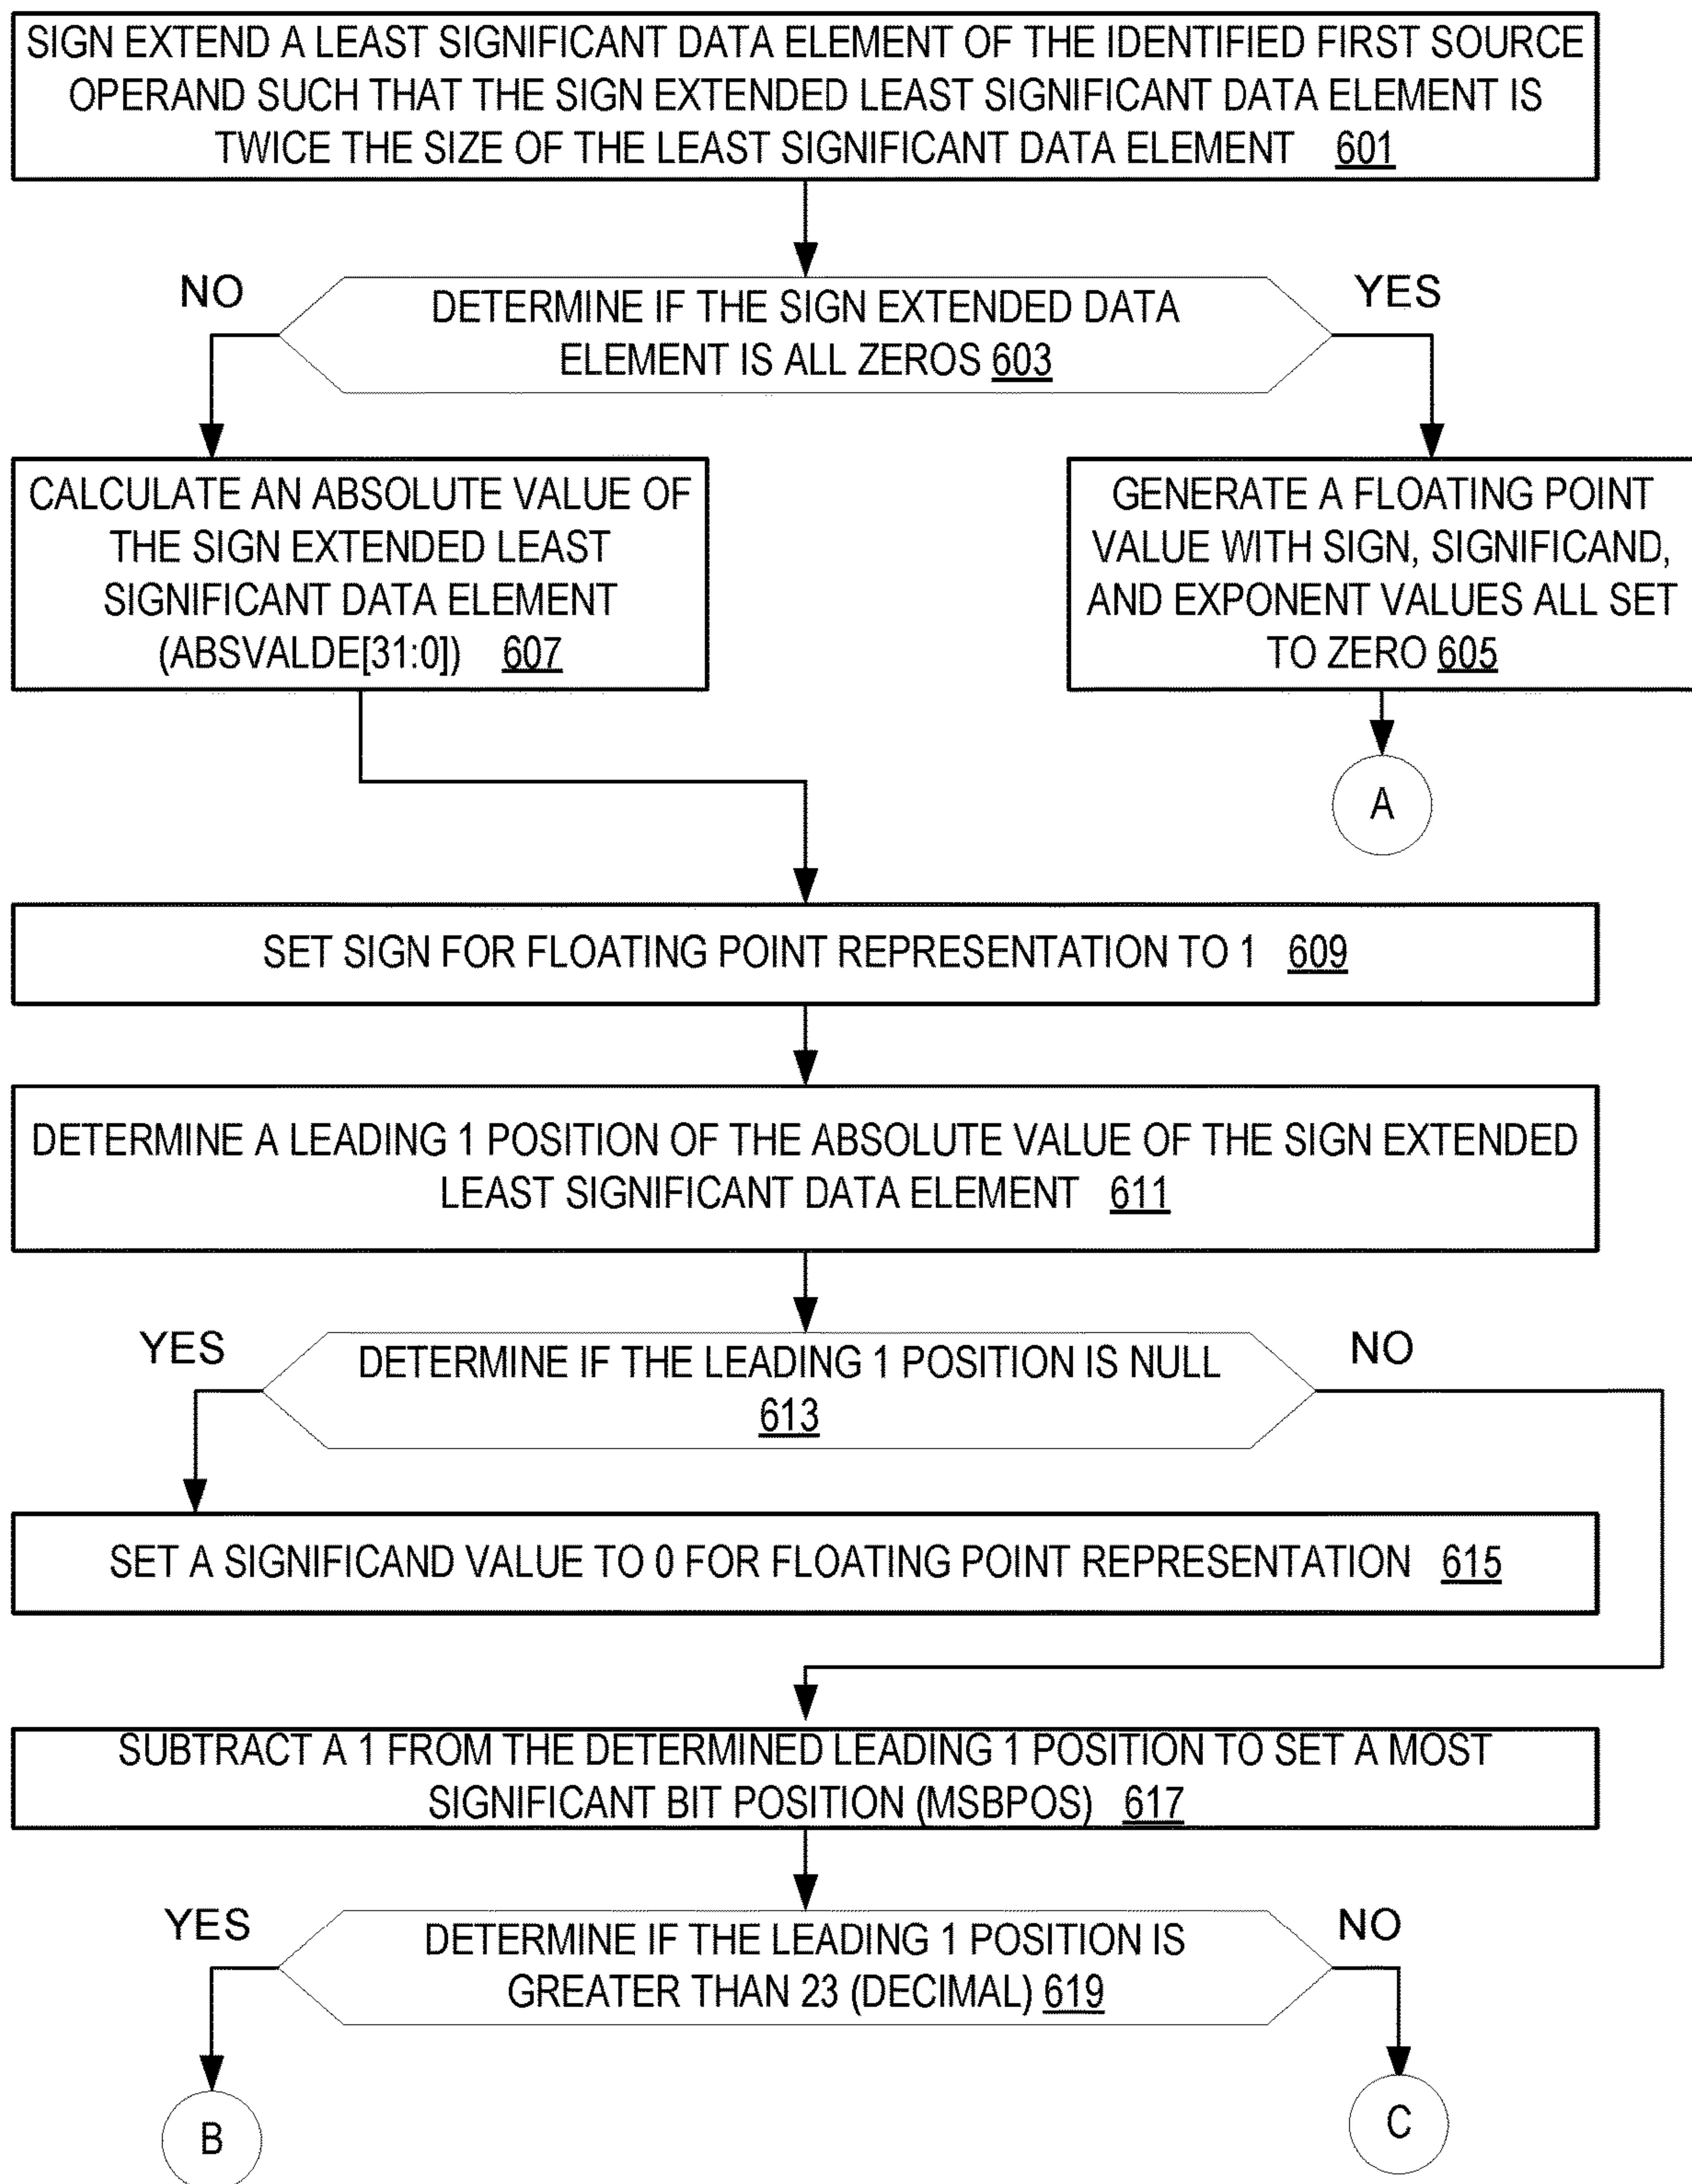 SIGN EXTEND A LEAST SIGNIFICANT DATA ELEMENT OF THE IDENTIFIED FIRST SOURCE
OPERAND SUCH THAT THE SIGN EXTENDED LEAST SIGNIFICANT DATA ELEMENT IS
TWICE THE SIZE OF THE LEAST SIGNIFICANT DATA ELEMENT 601
NO
YES
DETERMINE IF THE SIGN EXTENDED DATA
ELEMENT IS ALL ZEROS 603
CALCULATE AN ABSOLUTE VALUE OF
THE SIGN EXTENDED LEAST
SIGNIFICANT DATA ELEMENT
(ABSVALDE[31:0]) 607
GENERATE A FLOATING POINT
VALUE WITH SIGN, SIGNIFICAND,
AND EXPONENT VALUES ALL SET
TO ZERO 605
A
SET SIGN FOR FLOATING POINT REPRESENTATION TO 1 609
DETERMINE A LEADING 1 POSITION OF THE ABSOLUTE VALUE OF THE SIGN EXTENDED
LEAST SIGNIFICANT DATA ELEMENT 611
YES
NO
DETERMINE IF THE LEADING 1 POSITION IS NULL
613
SET A SIGNIFICAND VALUE TO 0 FOR FLOATING POINT REPRESENTATION 615
SUBTRACT A 1 FROM THE DETERMINED LEADING 1 POSITION TO SET A MOST
SIGNIFICANT BIT POSITION (MSBPOS) 617
YES
NO
DETERMINE IF THE LEADING 1 POSITION IS
GREATER THAN 23 (DECIMAL) 619
B
C